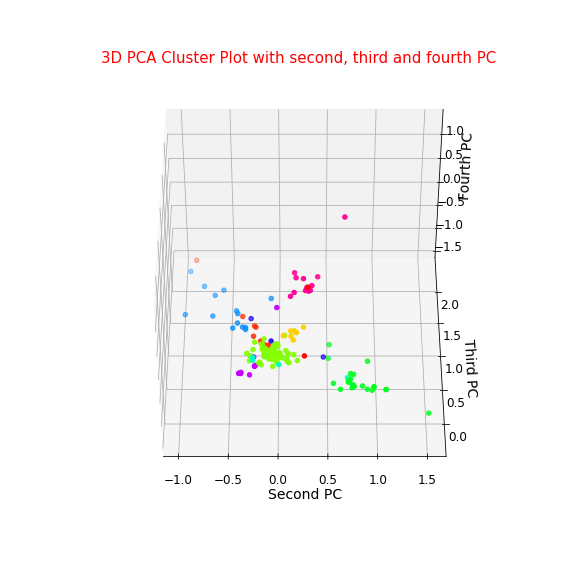 3D PCA Cluster Plot with second, third and fourth PC
1.0
0.5
0.0
−0.5
−1.0
−1.5
Fourth PC
2.0
1.5
1.0
0.5
0.0
Third PC
−1.0 −0.5 0.0 0.5 1.0 1.5
Second PC